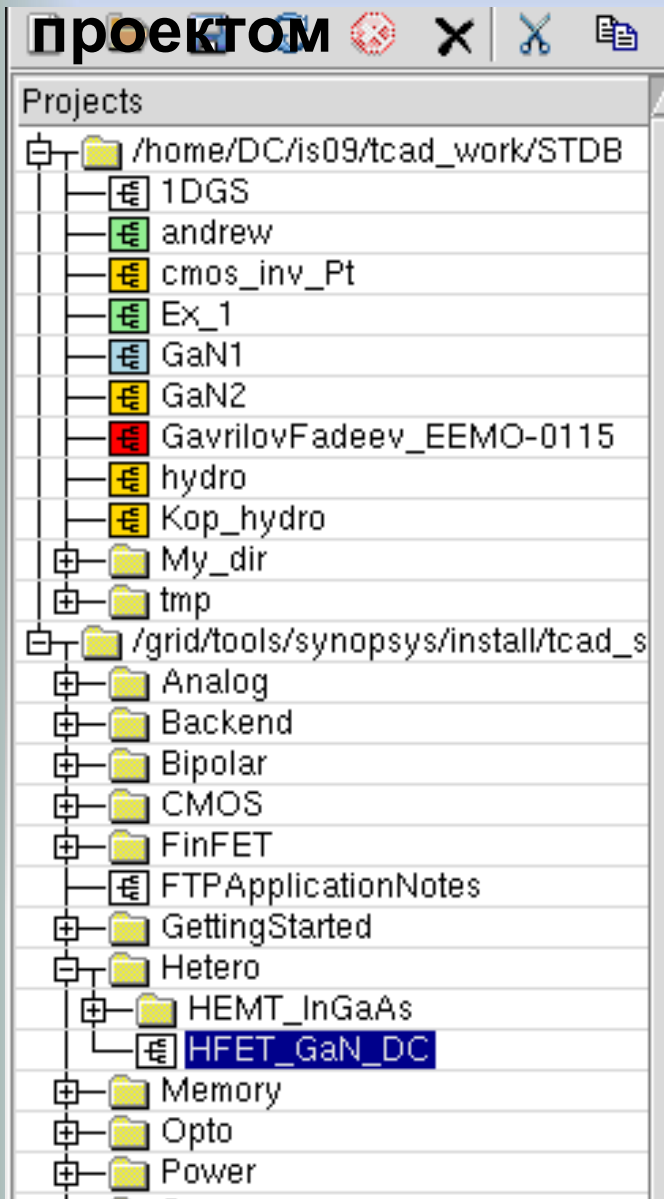 проектом
Projects
/home/DC/is09/tcad_work/STDB
1DGS
andrew
cmos_inv_Pt
Ex_1
GaN1
GaN2
GavrilovFadeev_EEMO-0115
hydro
Kop_hydro
My_dir
tmp
/grid/tools/synopsys/install/tcad_s
Analog
Backend
Bipolar
CMOS
FinFET
FTPApplicationNotes
GettingStarted
Hetero
HEMT_InGaAs
HFET_GaN_DC
Memory
Opto
Power